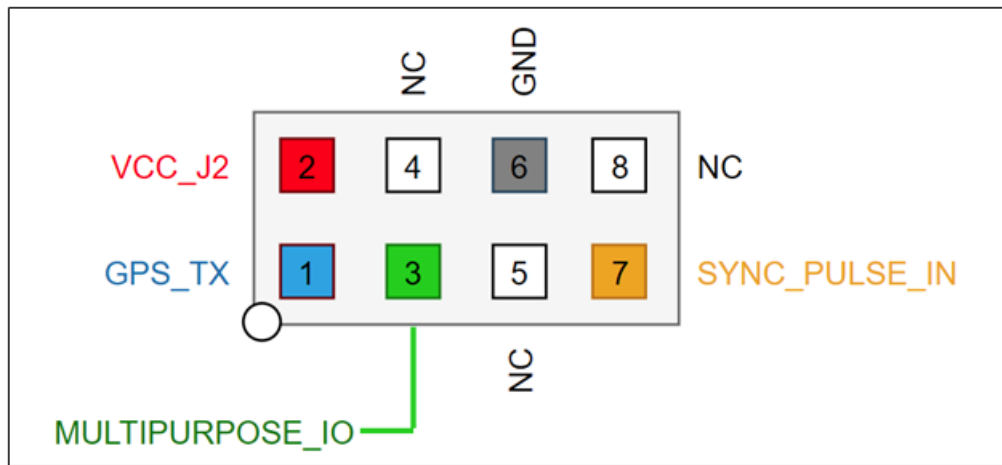 NC
GND
VCC_J2
2
4
6
8
NC
GPS_TX
1
3
5
7
SYNC_PULSE_IN
NC
MULTIPURPOSE_IO